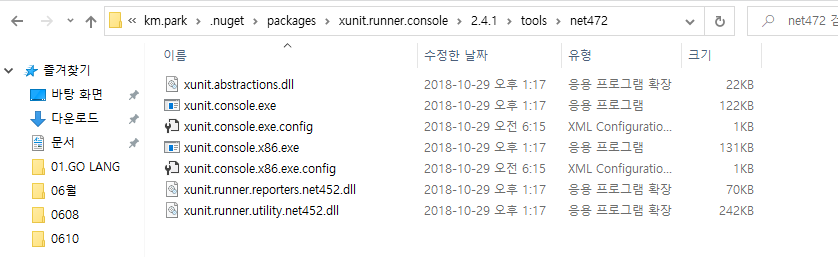 « km.park > .nuget > packages > xunit.runner.console > 2.4.1 > tools > net472
net472 검
이름 수정한 날짜 유형 크기
즐겨찾기
바탕 화면
다운로드
문서
01.GO LANG
06월
0608
0610
xunit.abstractions.dll 2018-10-29 오후 1:17 응용 프로그램 확장 22KB
xunit.console.exe 2018-10-29 오후 1:17 응용 프로그램 122KB
xunit.console.exe.config 2018-10-29 오전 6:15 XML Configuratio... 1KB
xunit.console.x86.exe 2018-10-29 오후 1:17 응용 프로그램 131KB
xunit.console.x86.exe.config 2018-10-29 오전 6:15 XML Configuratio... 1KB
xunit.runner.reporters.net452.dll 2018-10-29 오후 1:17 응용 프로그램 확장 70KB
xunit.runner.utility.net452.dll 2018-10-29 오후 1:17 응용 프로그램 확장 242KB